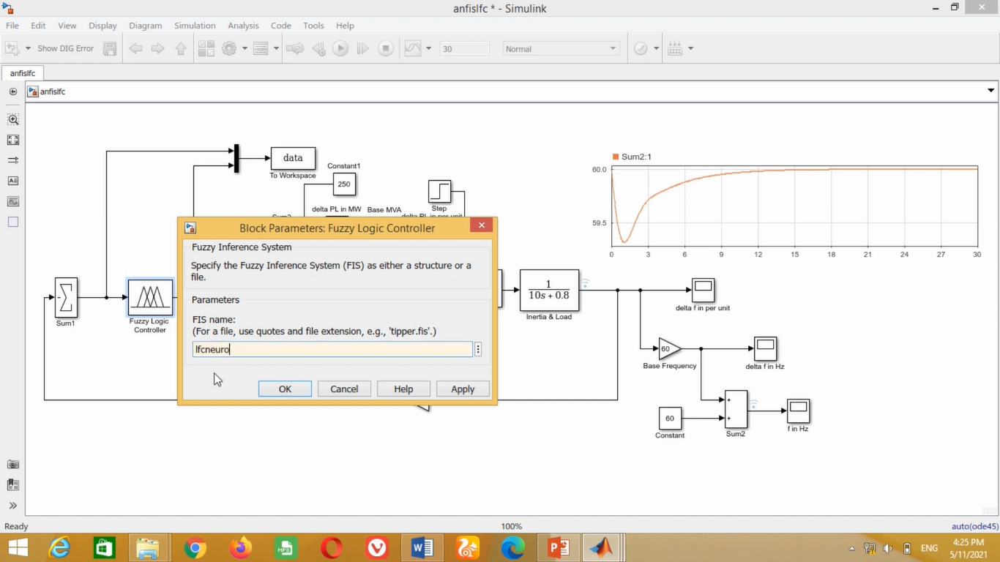 anfislfc * - Simulink
File Edit View Display Diagram Simulation Analysis Code Tools Help
Show DIG Error 30 Normal
anfislfc
anfislfc
data
To Workspace
Constant1
250
Step
delta PL in MW
Base MVA
Sum2:1
60.0
59.5
0 3 6 9 12 15 18 21 24 27 30
Block Parameters: Fuzzy Logic Controller
Fuzzy Inference System
Specify the Fuzzy Inference System (FIS) as either a structure or a
file.
Parameters
FIS name:
(For a file, use quotes and file extension, e.g., 'tipper.fis'.)
lfcneuro
OK Cancel Help Apply
Sum1
Fuzzy Logic
Controller
1
10s + 0.8
Inertia & Load
delta f in per unit
60
Base Frequency
delta f in Hz
60
Constant
+
+
Sum2
f in Hz
Ready 100% auto(ode45)
W HP3 P ENG
4:25 PM
5/11/2021